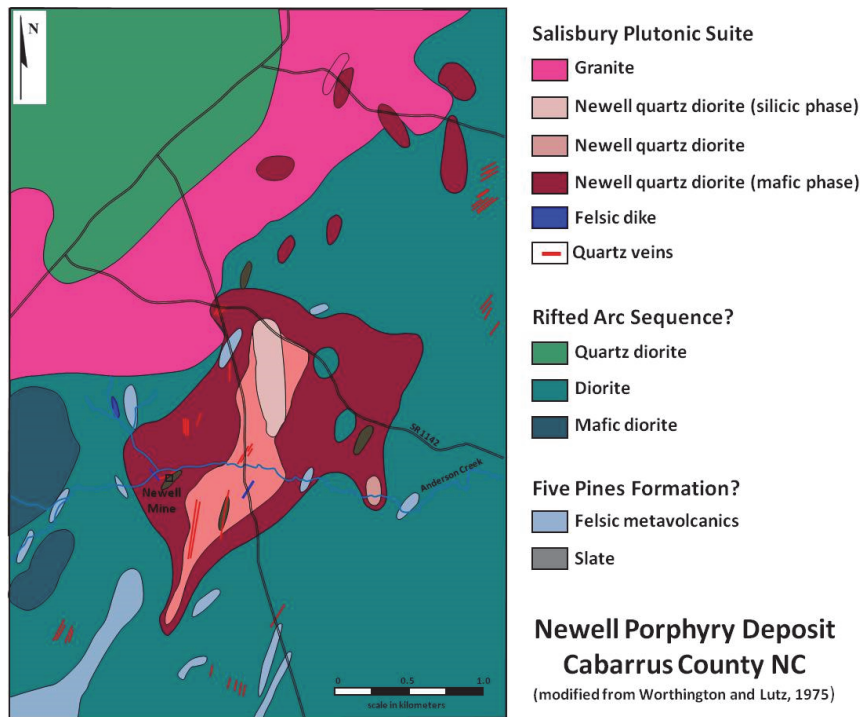 N
Salisbury Plutonic Suite
Granite
Newell quartz diorite (silicic phase)
Newell quartz diorite
Newell quartz diorite (mafic phase)
Felsic dike
Quartz veins
Rifted Arc Sequence?
Quartz diorite
Diorite
Mafic diorite
Five Pines Formation?
Felsic metavolcanics
Slate
Newell Porphyry Deposit
Cabarrus County NC
(modified from Worthington and Lutz, 1975)
SR1142
Anderson Creek
Newell
Mine
0 0.5 1.0
scale in kilometers